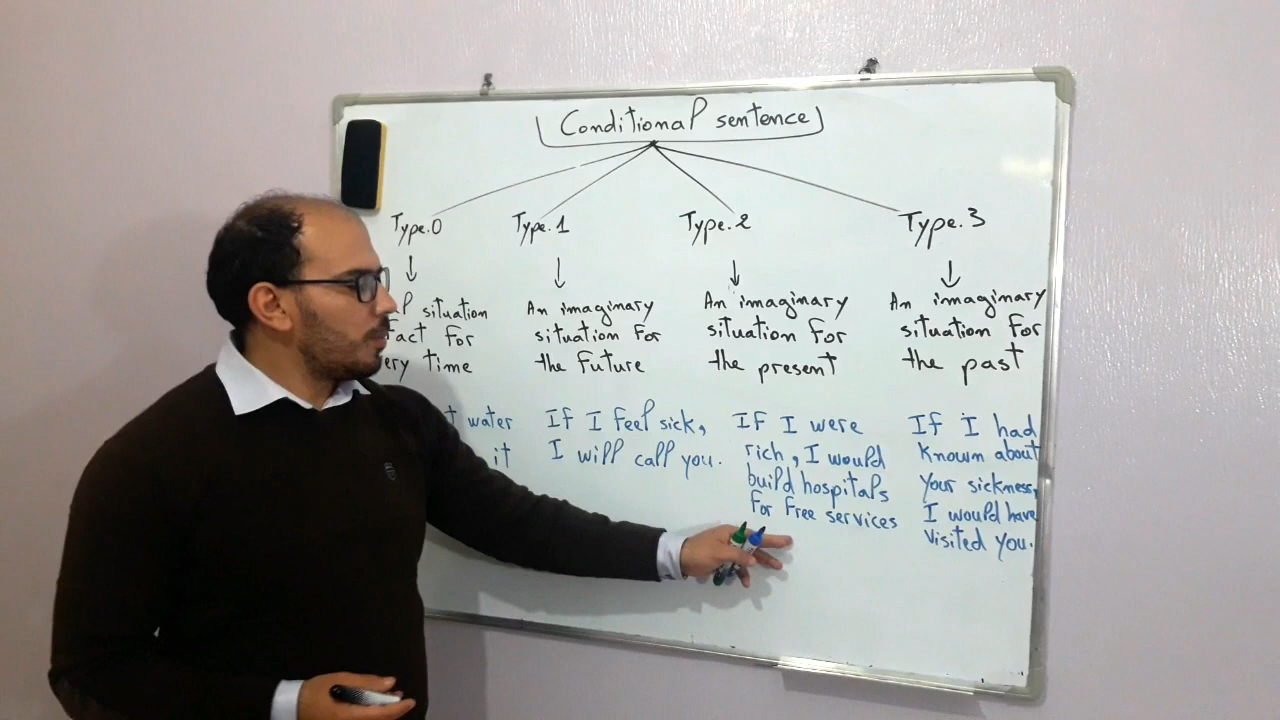 Conditional sentence
Type.0
situation
fact for
time
water
it
Type.1
An imaginary
situation for
the future
If I feel sick,
I will call you.
Type.2
An imaginary
situation for
the present
If I were
rich, I would
build hospitals
for free services
Type.3
An imaginary
situation for
the past
If I had
known about
your sickness,
I would have
visited you.